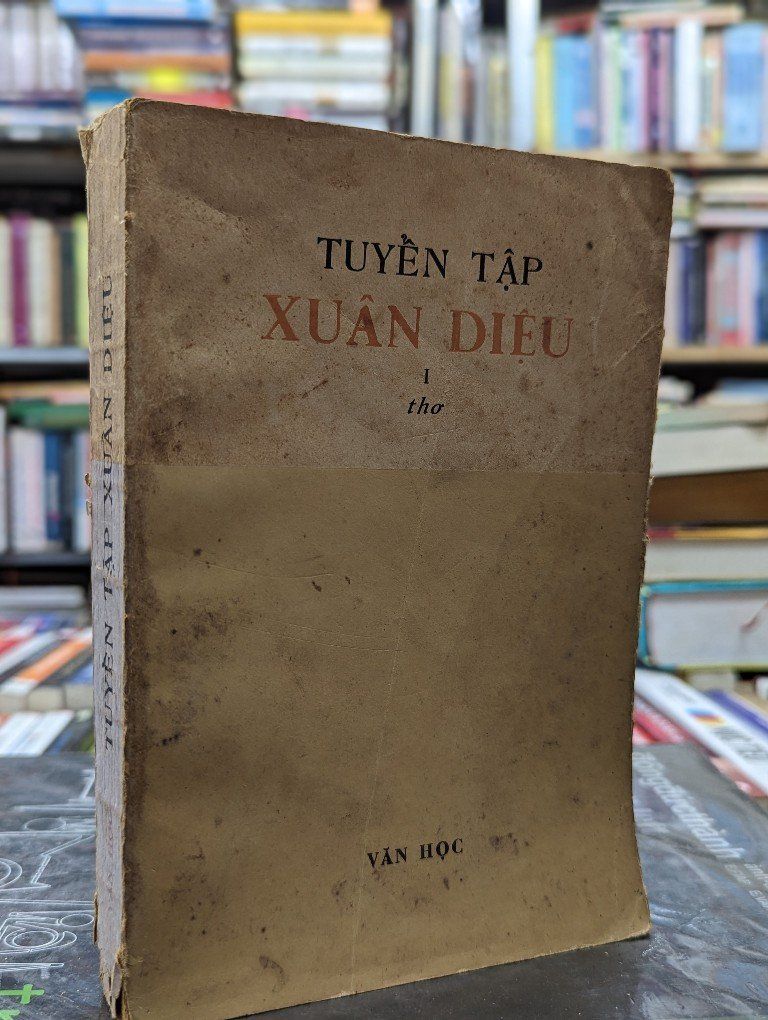 TUYỂN TẬP
XUÂN DIỆU
I
thơ
VĂN HỌC
TUYỂN TẬP XUÂN DIỆU